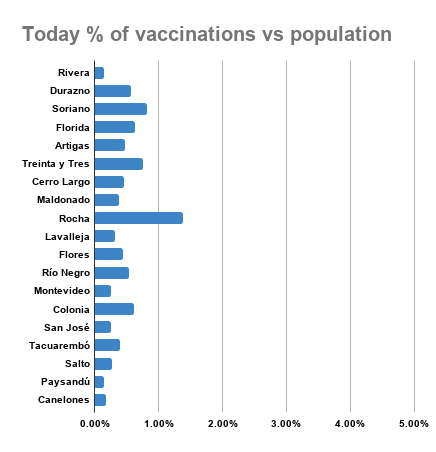 Today % of vaccinations vs population
Rivera
Durazno
Soriano
Florida
Artigas
Treinta y Tres
Cerro Largo
Maldonado
Rocha
Lavalleja
Flores
Río Negro
Montevideo
Colonia
San José
Tacuarembó
Salto
Paysandú
Canelones
0.00% 1.00% 2.00% 3.00% 4.00% 5.00%